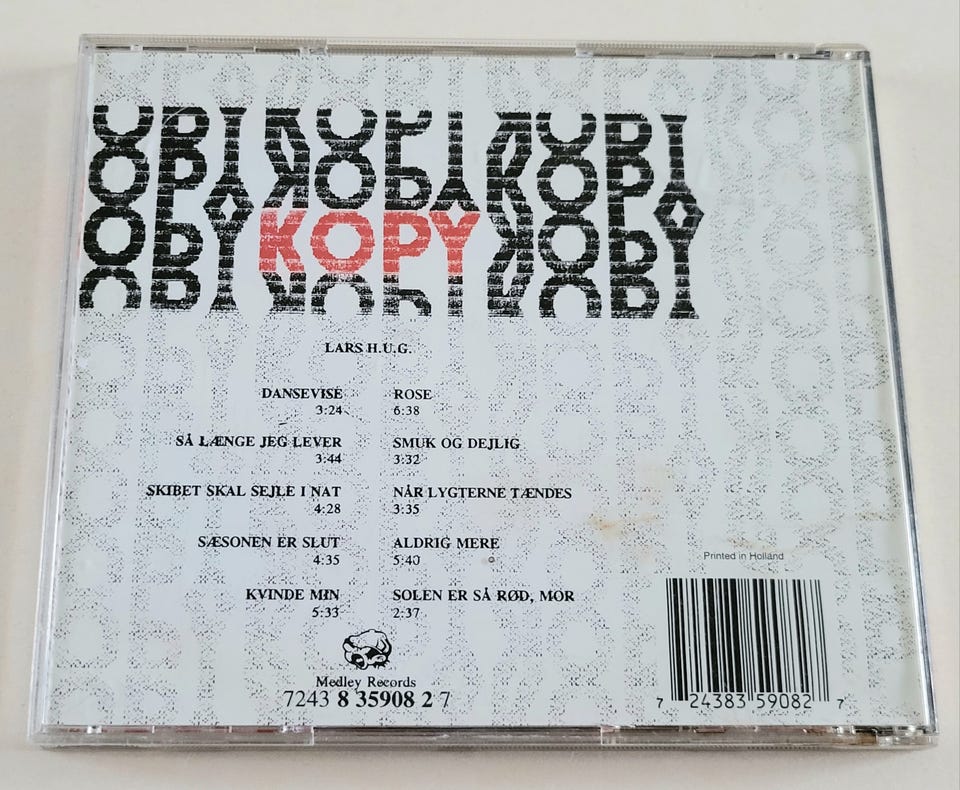 KOPY
LARS H.U.G.
DANSEVISE
3:24
SÅ LÆNGE JEG LEVER
3:44
SKIBET SKAL SEJLE I NAT
4:28
SÆSONEN ER SLUT
4:35
KVINDE MIN
5:33
ROSE
6:38
SMUK OG DEJLIG
3:32
NÅR LYGTERNE TÆNDES
3:35
ALDRIG MERE
5:40
SOLEN ER SÅ RØD, MOR
2:37
Medley Records
7243 8 35908 2 7
Printed in Holland
7 24383 59082 7